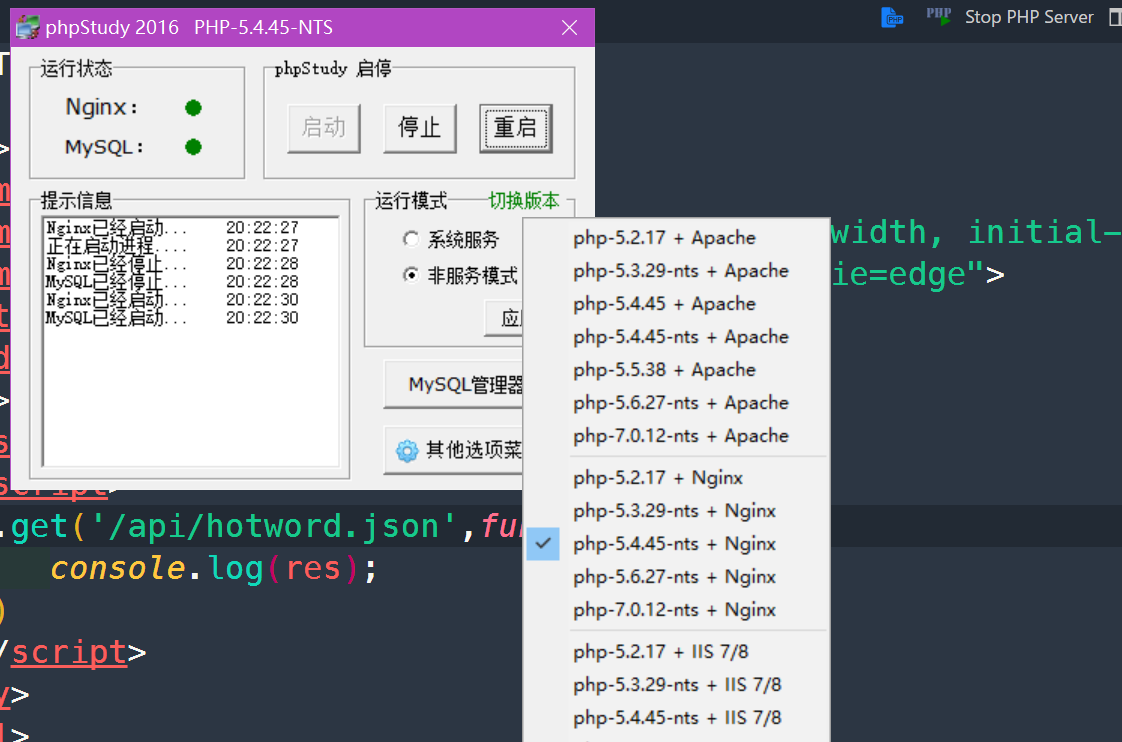 phpStudy 2016 PHP-5.4.45-NTS
PHP Stop PHP Server
运行状态
Nginx:
MySQL:
phpStudy 启停
启动 停止 重启
提示信息
Nginx已经启动... 20:22:27
正在启动进程.... 20:22:27
Nginx已经停止... 20:22:28
MySQL已经停止... 20:22:28
Nginx已经启动... 20:22:30
MySQL已经启动... 20:22:30
运行模式 切换版本
系统服务
非服务模式
应
MySQL管理器
其他选项菜
php-5.2.17 + Apache
php-5.3.29-nts + Apache
php-5.4.45 + Apache
php-5.4.45-nts + Apache
php-5.5.38 + Apache
php-5.6.27-nts + Apache
php-7.0.12-nts + Apache
php-5.2.17 + Nginx
php-5.3.29-nts + Nginx
php-5.4.45-nts + Nginx
php-5.6.27-nts + Nginx
php-7.0.12-nts + Nginx
php-5.2.17 + IIS 7/8
php-5.3.29-nts + IIS 7/8
php-5.4.45-nts + IIS 7/8
width, initial-
ie=edge">
script>
.get('/api/hotword.json',fu
console.log(res);
)
/script>
y>
l>